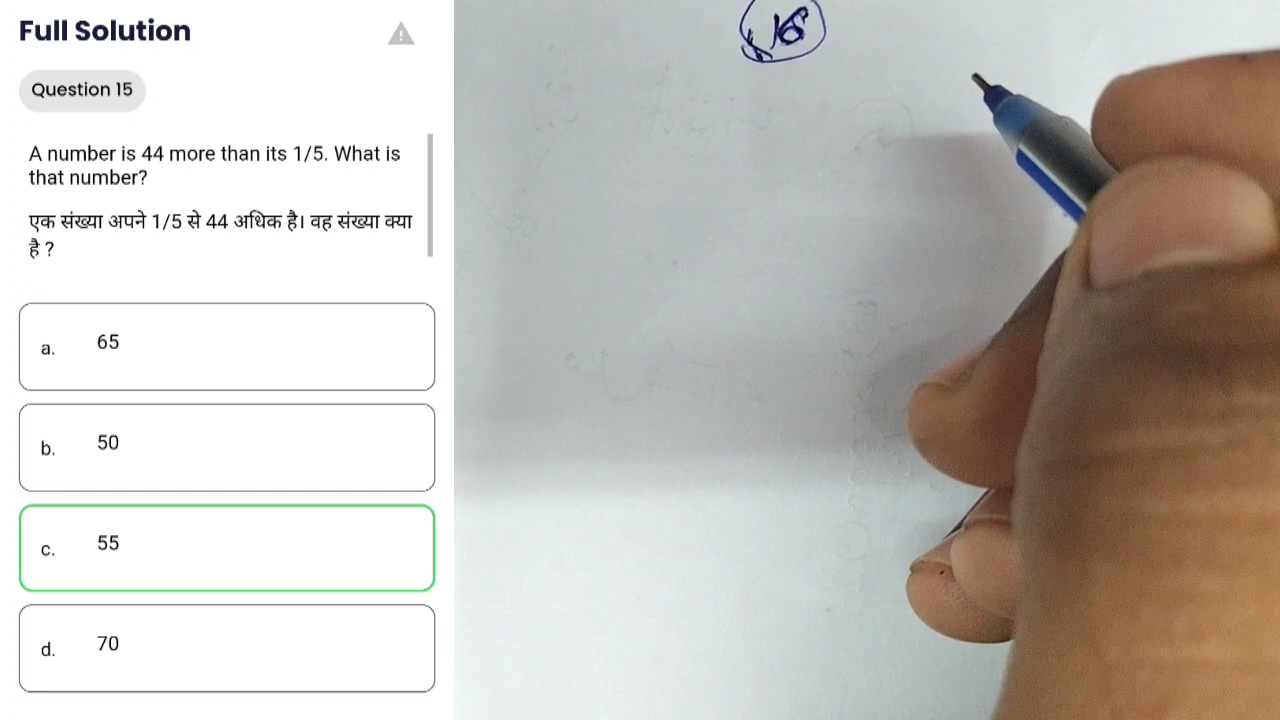 Full Solution
Question 15
A number is 44 more than its 1/5. What is
that number?
एक संख्या अपने 1/5 से 44 अधिक है। वह संख्या क्या
है ?
a. 65
b. 50
c. 55
d. 70